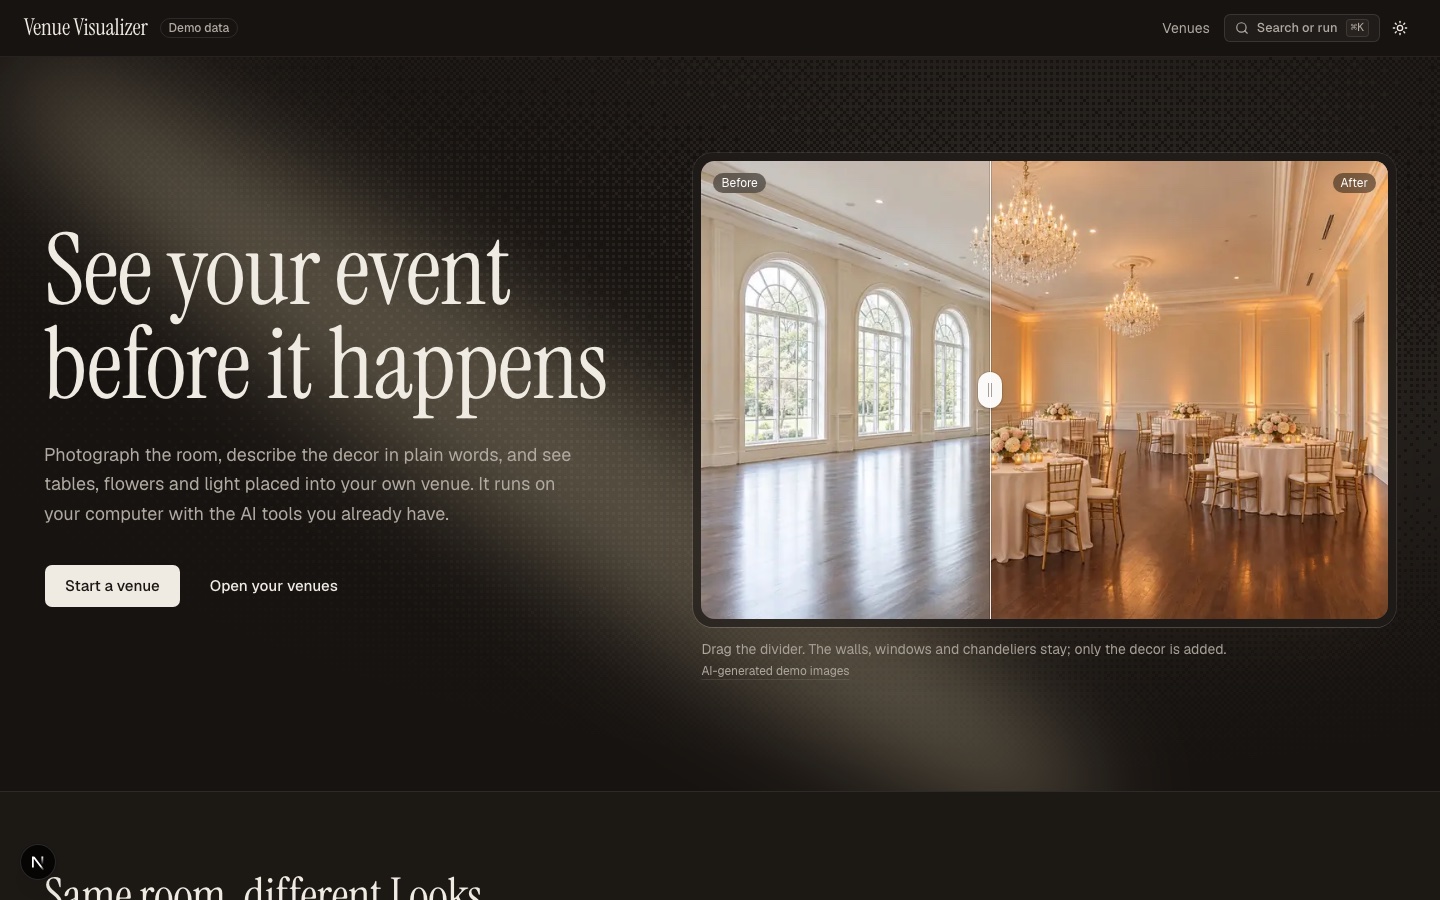 Venue Visualizer
Demo data
Venues
Search or run
⌘K
See your event
before it happens
Photograph the room, describe the decor in plain words, and see
tables, flowers and light placed into your own venue. It runs on
your computer with the AI tools you already have.
Start a venue
Open your venues
Before
After
Drag the divider. The walls, windows and chandeliers stay; only the decor is added.
AI-generated demo images
N
Same room, different Looks